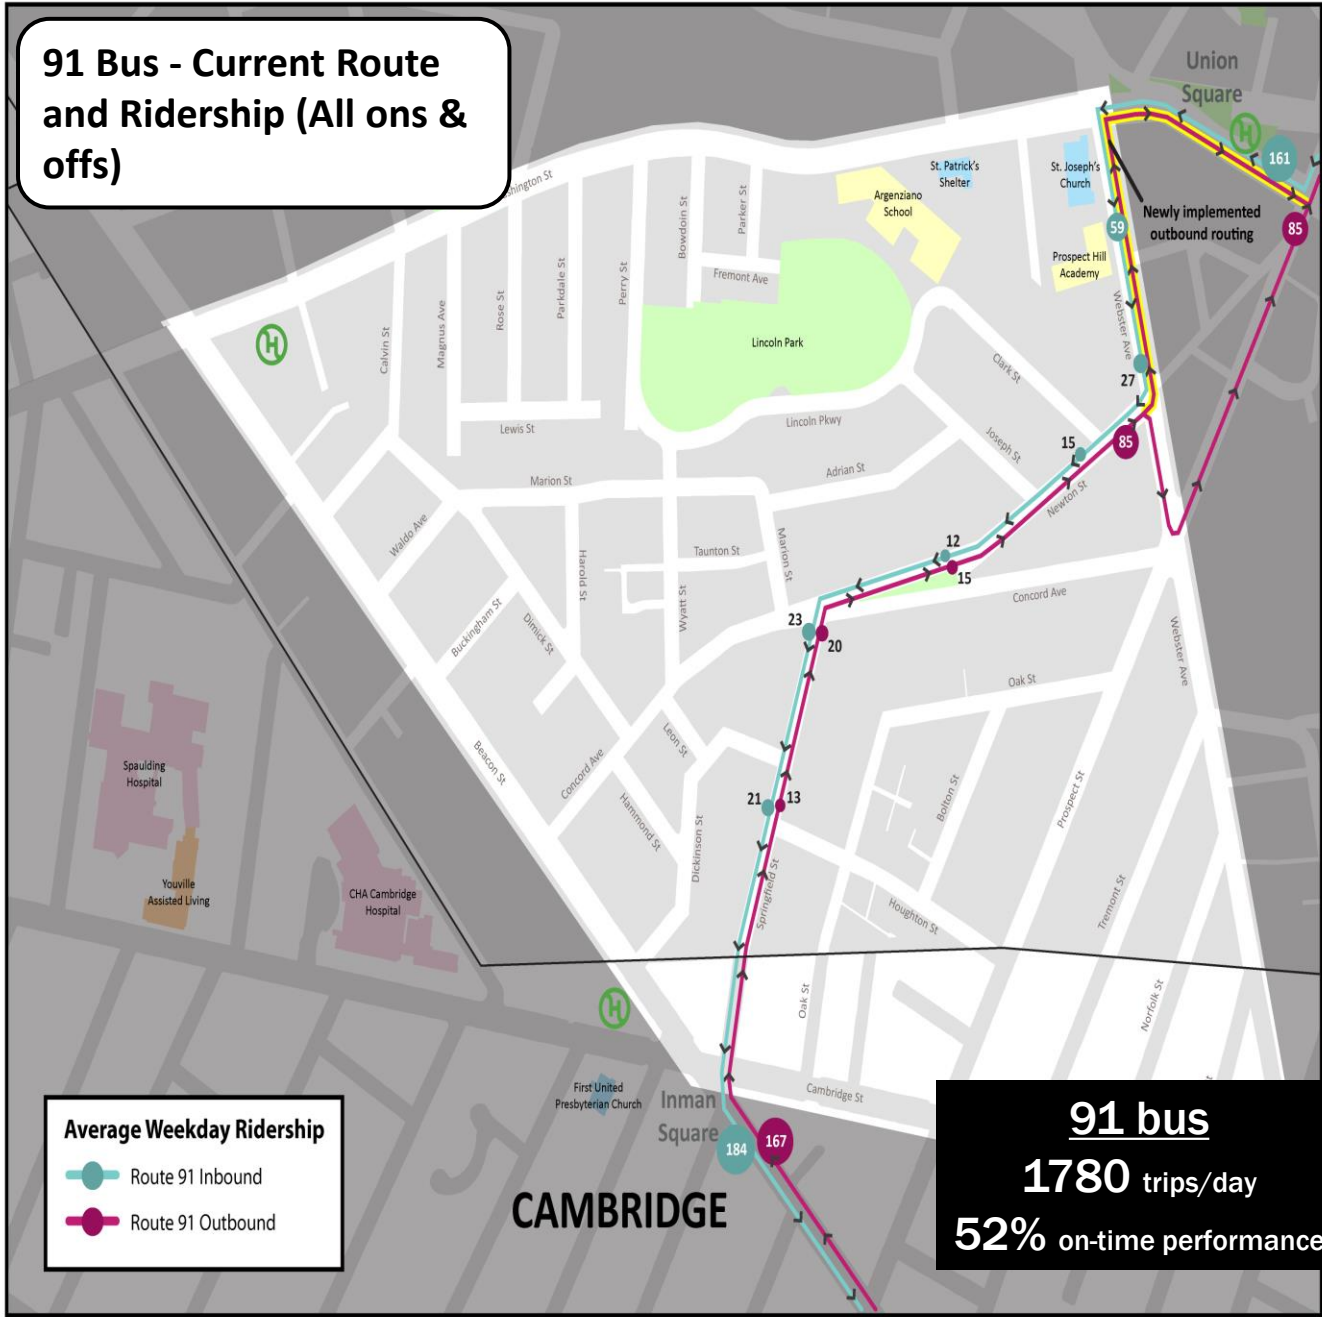 91 Bus - Current Route
and Ridership (All ons &
offs)
Union
Square
161
85
St. Patrick's
Shelter
St. Joseph's
Church
Argenziano
School
Newly implemented
outbound routing
59
Prospect Hill
Academy
Bowdoin St
Parker St
Fremont Ave
Perry St
Parkdale St
Rose St
Magnus Ave
Calvin St
Lincoln Park
Webster Ave
27
Clark St
Lincoln Pkwy
Lewis St
Joseph St
15
85
Adrian St
Marion St
Newton St
Waldo Ave
Harold St
Taunton St
Marion St
12
15
Concord Ave
Wyatt St
Buckingham St
Dimick St
23
20
Webster Ave
Oak St
Leon St
Beacon St
Concord Ave
Spaulding
Hospital
21
13
Bolton St
Prospect St
Hammond St
Dickinson St
Springfield St
Houghton St
Tremont St
Youville
Assisted Living
CHA Cambridge
Hospital
Oak St
Norfolk St
First United
Presbyterian Church
Cambridge St
Inman
Square
184
167
CAMBRIDGE
Average Weekday Ridership
Route 91 Inbound
Route 91 Outbound
91 bus
1780 trips/day
52% on-time performance